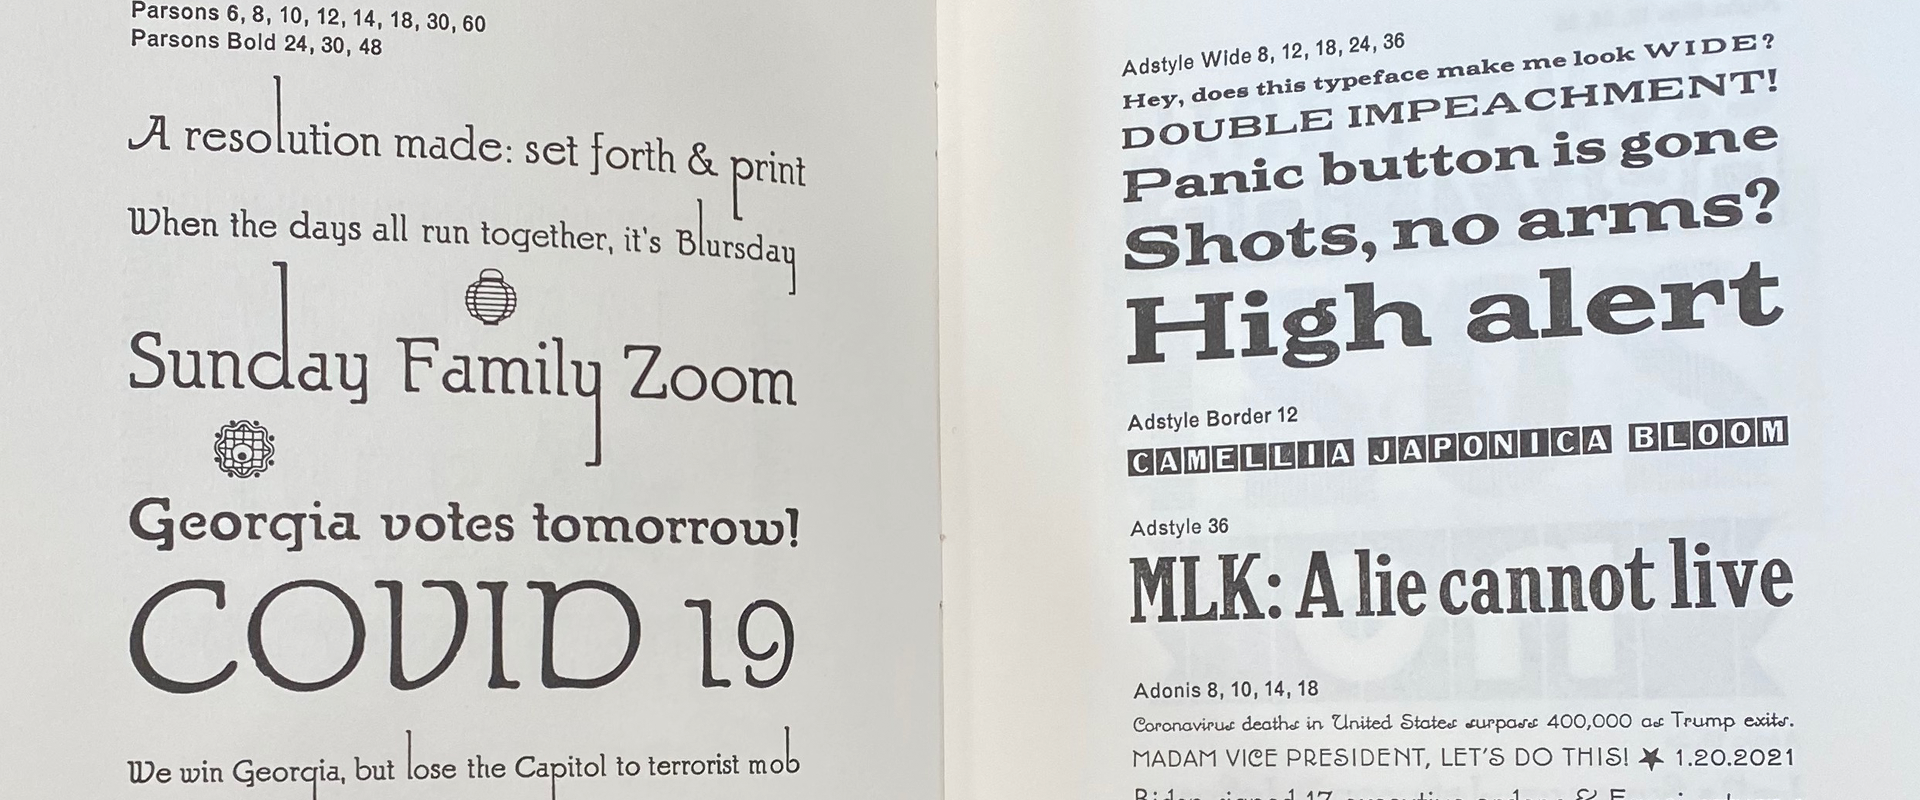 Parsons 6, 8, 10, 12, 14, 18, 30, 60
Parsons Bold 24, 30, 48
A resolution made: set forth & print
When the days all run together, it's Blursday
Sunday Family Zoom
Georgia votes tomorrow!
COVID 19
We win Georgia, but lose the Capitol to terrorist mob
Adstyle Wide 8, 12, 18, 24, 36
Hey, does this typeface make me look WIDE?
DOUBLE IMPEACHMENT!
Panic button is gone
Shots, no arms?
High alert
Adstyle Border 12
CAMELLIA JAPONICA BLOOM
Adstyle 36
MLK: A lie cannot live
Adonis 8, 10, 14, 18
Coronavirus deaths in United States surpass 400,000 as Trump exits.
MADAM VICE PRESIDENT, LET'S DO THIS! ★ 1.20.2021